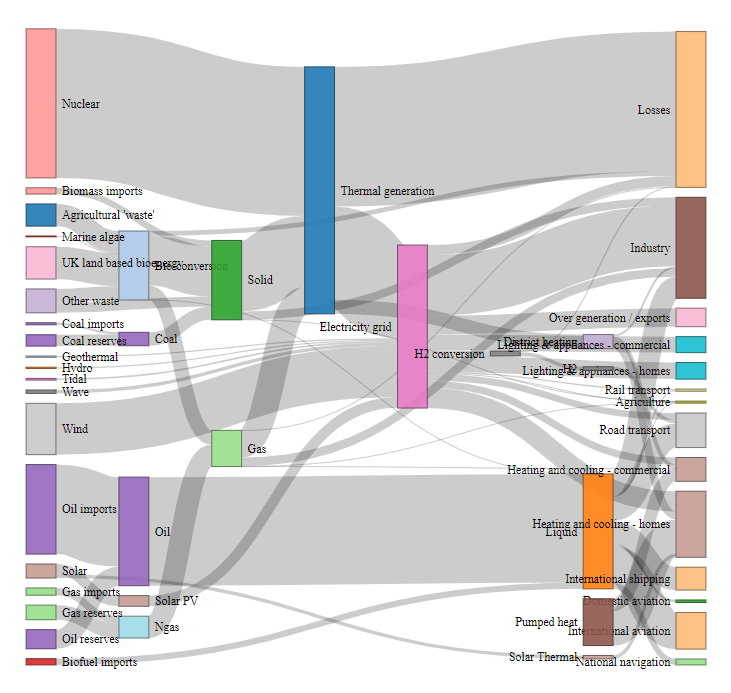 Nuclear
Losses
Biomass imports
Thermal generation
Agricultural 'waste'
Marine algae
Industry
UK land based bioenergy
Bio-conversion
Solid
Other waste
Over generation / exports
Coal imports
Electricity grid
Coal reserves
Coal
District heating
Lighting & appliances - commercial
Geothermal
H2 conversion
Hydro
H2
Lighting & appliances - homes
Tidal
Wave
Rail transport
Agriculture
Wind
Road transport
Gas
Heating and cooling - commercial
Oil imports
Oil
Liquid
Heating and cooling - homes
Solar
International shipping
Gas imports
Solar PV
Domestic aviation
Gas reserves
Ngas
Pumped heat
International aviation
Oil reserves
Biofuel imports
Solar Thermal
National navigation